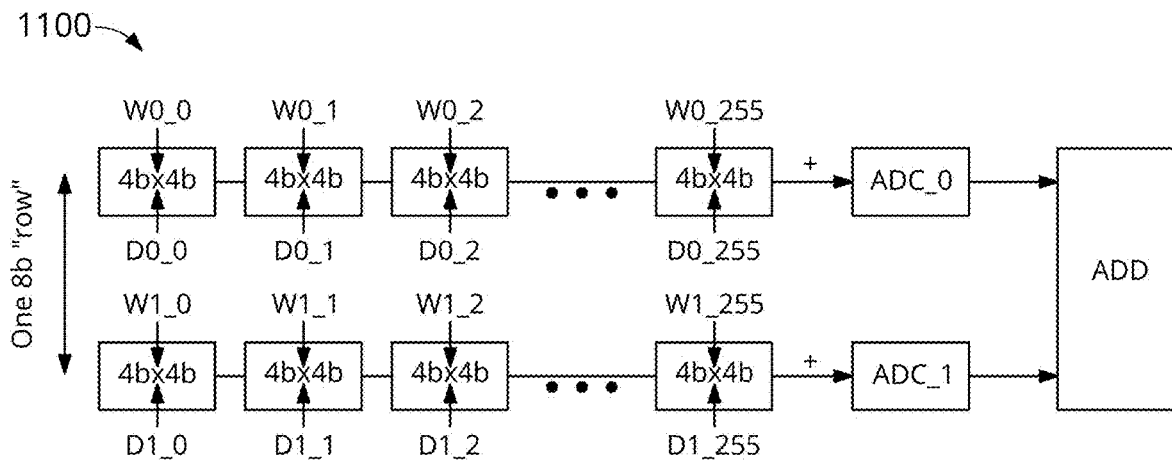 1100
W0_0 W0_1 W0_2 W0_255
4bx4b 4bx4b 4bx4b • • • 4bx4b + ADC_0
D0_0 D0_1 D0_2 D0_255
One 8b "row"
ADD
W1_0 W1_1 W1_2 W1_255
4bx4b 4bx4b 4bx4b • • • 4bx4b + ADC_1
D1_0 D1_1 D1_2 D1_255